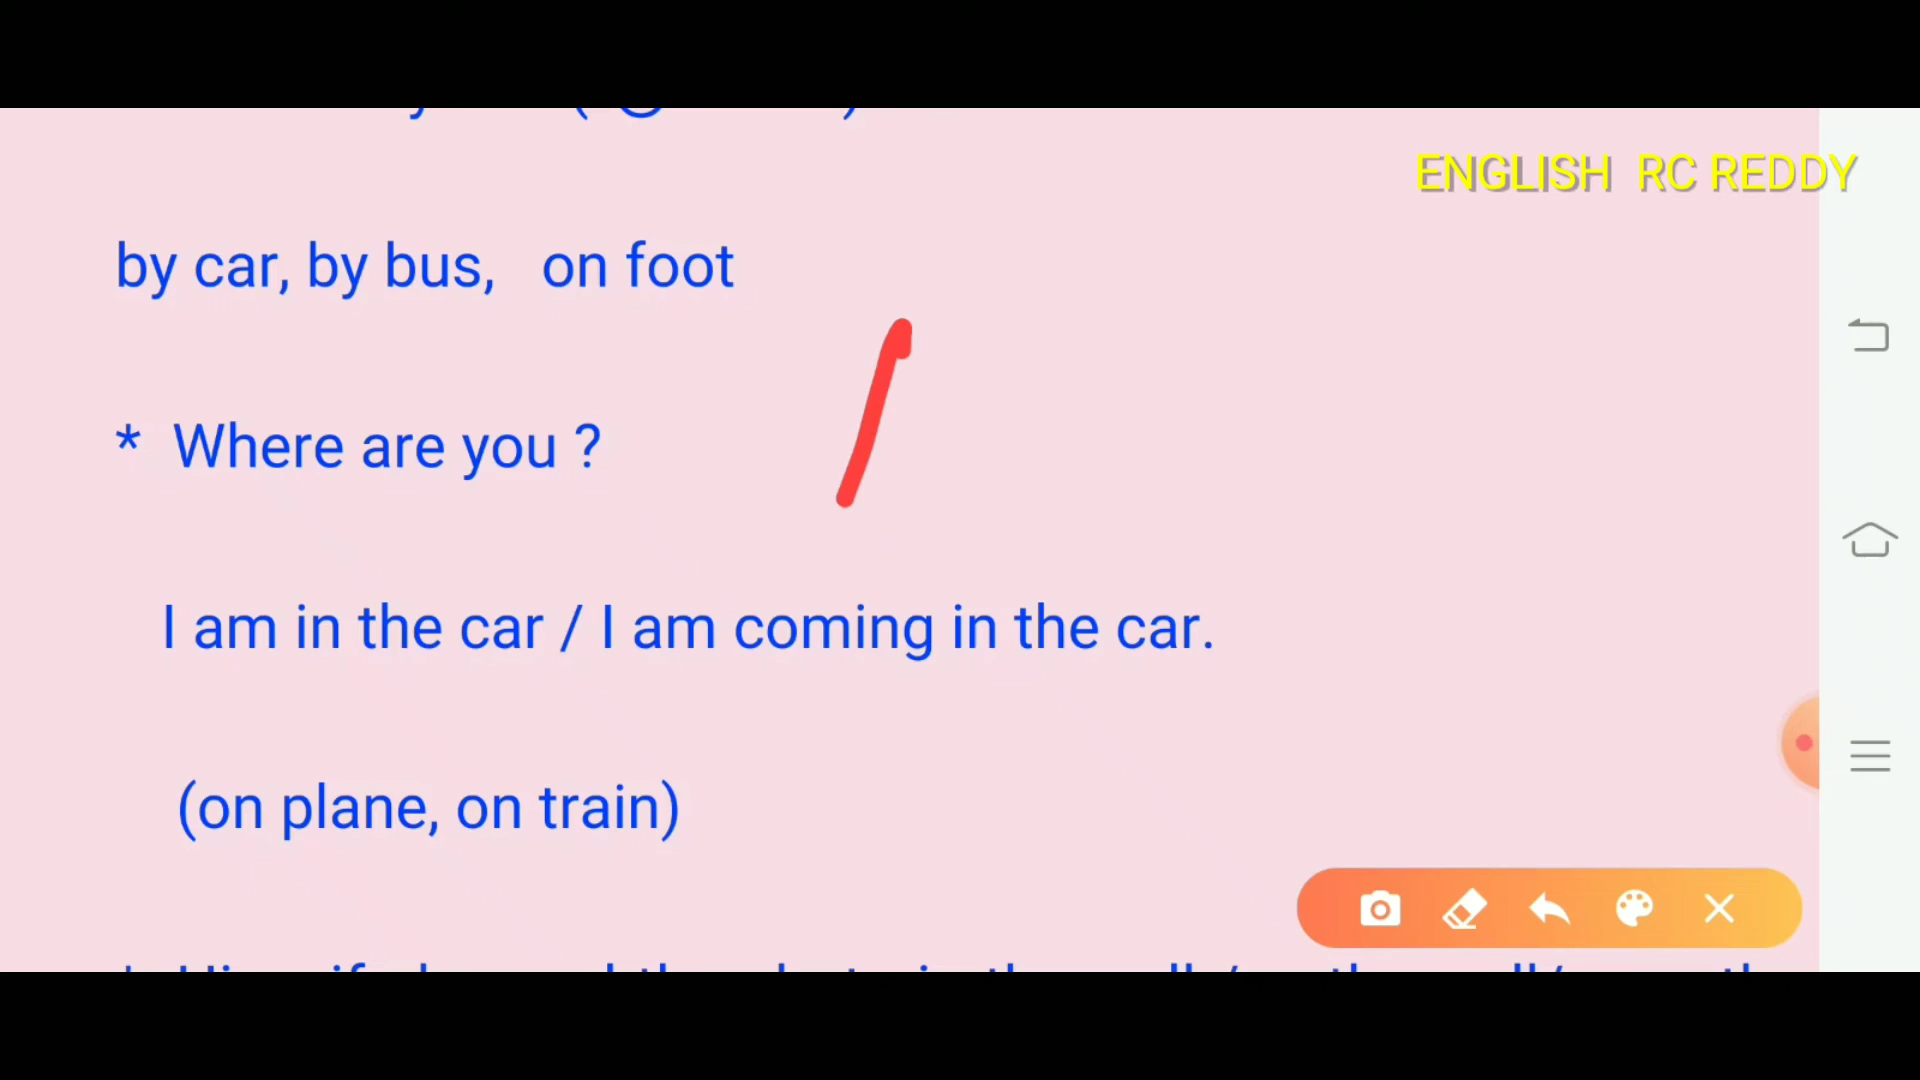 ENGLISH RC REDDY
by car, by bus, on foot
* Where are you ?
I am in the car / I am coming in the car.
(on plane, on train)